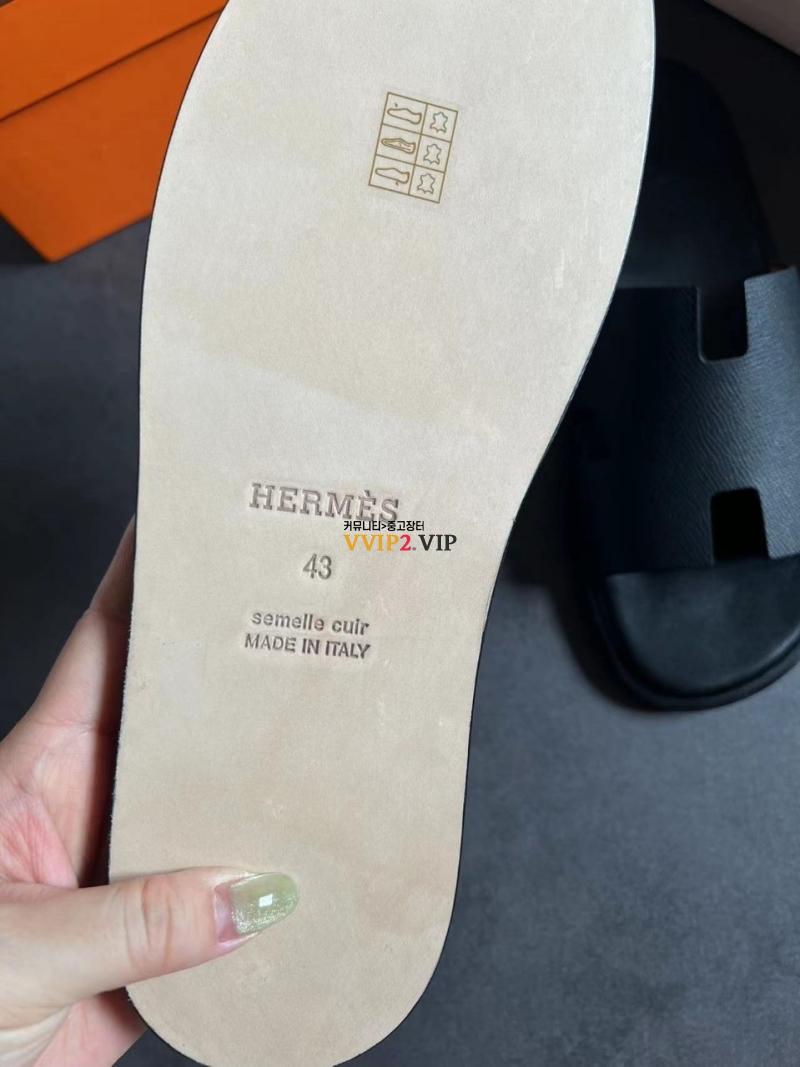 HERMÈS
커뮤니티>중고장터
VVIP2.VIP
43
semelle cuir
MADE IN ITALY